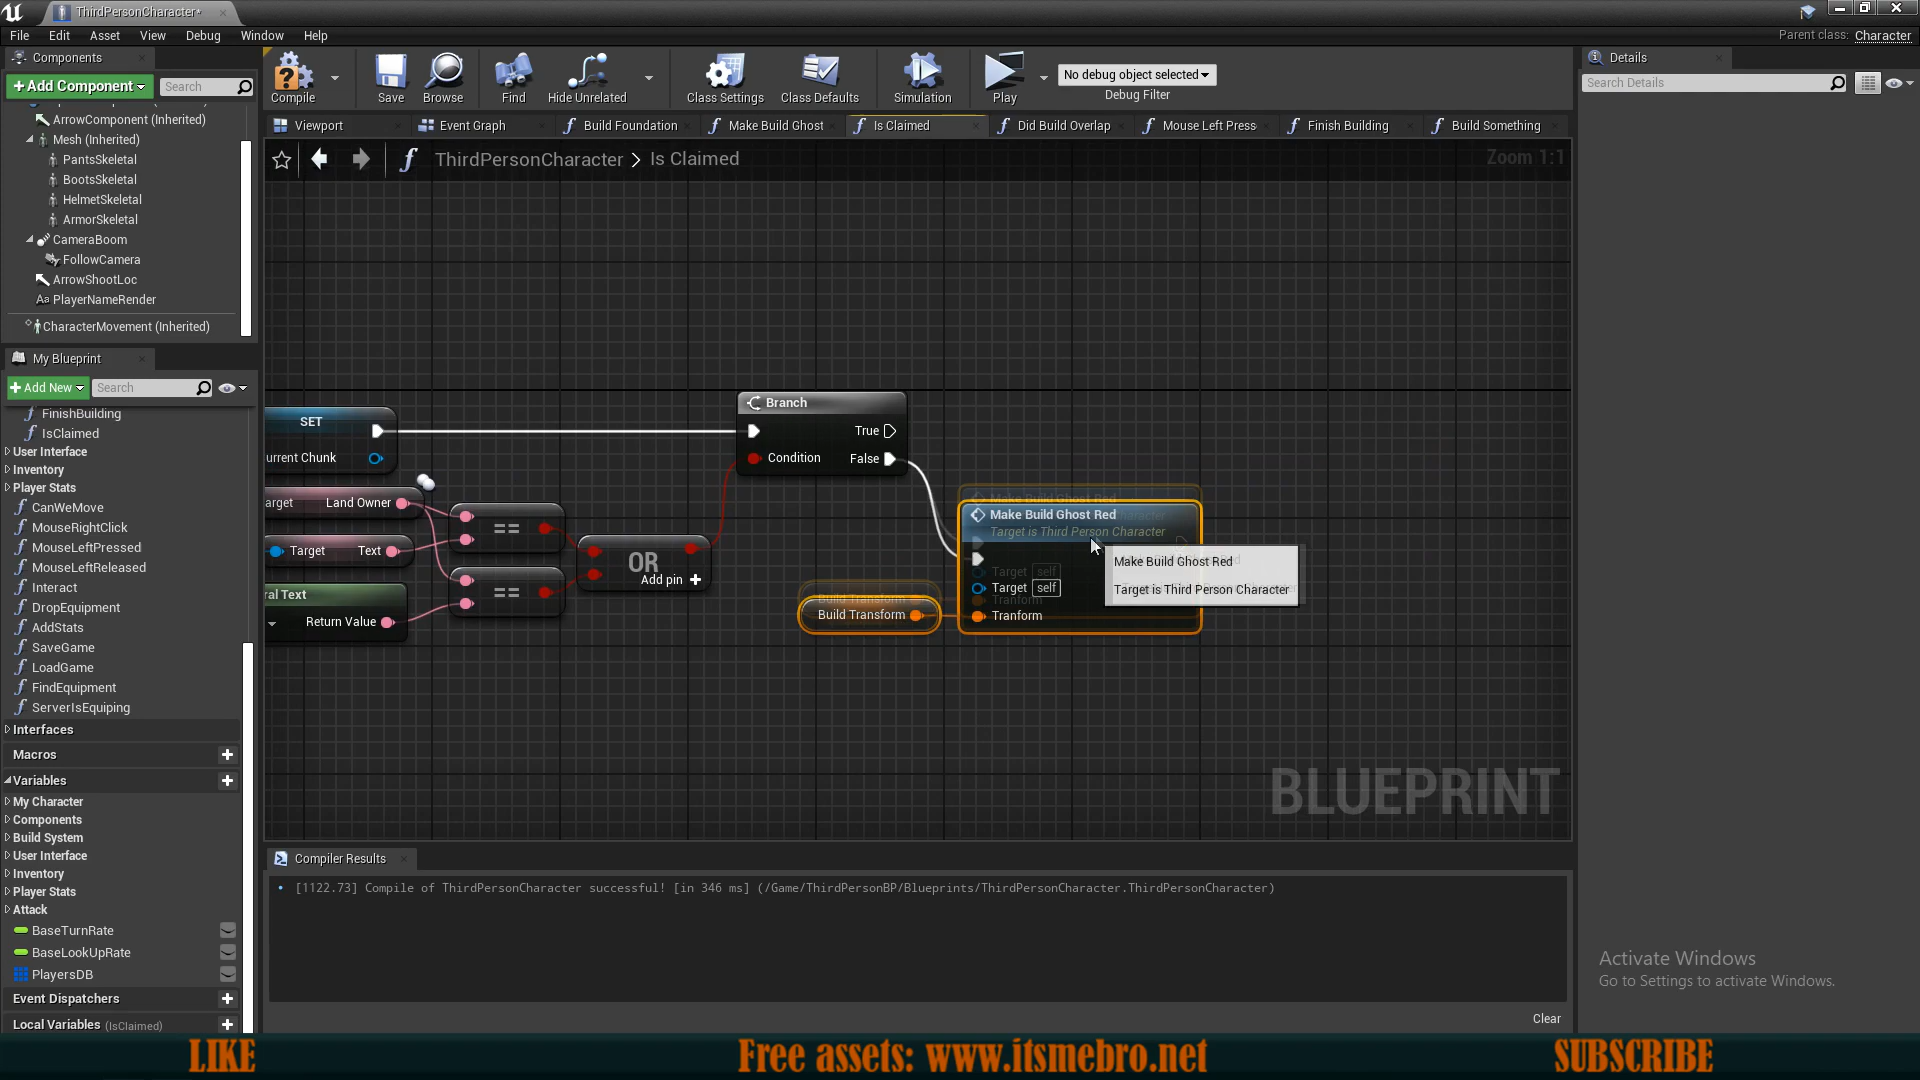 ThirdPersonCharacter*
File Edit Asset View Debug Window Help
Parent class: Character
Components
+Add Component
Search
ArrowComponent (Inherited)
Mesh (Inherited)
PantsSkeletal
BootsSkeletal
HelmetSkeletal
ArmorSkeletal
CameraBoom
FollowCamera
ArrowShootLoc
PlayerNameRender
CharacterMovement (Inherited)
My Blueprint
+Add New
Search
FinishBuilding
IsClaimed
User Interface
Inventory
Player Stats
CanWeMove
MouseRightClick
MouseLeftPressed
MouseLeftReleased
Interact
DropEquipment
AddStats
SaveGame
LoadGame
FindEquipment
ServerIsEquiping
Interfaces
Macros
Variables
My Character
Components
Build System
User Interface
Inventory
Player Stats
Attack
BaseTurnRate
BaseLookUpRate
PlayersDB
Event Dispatchers
Local Variables (IsClaimed)
Compile
Save
Browse
Find
Hide Unrelated
Class Settings
Class Defaults
Simulation
Play
No debug object selected
Debug Filter
Viewport
Event Graph
Build Foundation
Make Build Ghost
Is Claimed
Did Build Overlap
Mouse Left Press
Finish Building
Build Something
ThirdPersonCharacter > Is Claimed
Zoom 1:1
SET
urrent Chunk
arget Land Owner
Target Text
ral Text
Return Value
==
==
OR
Add pin +
Branch
True
Condition False
Build Transform
Make Build Ghost Red
Target is Third Person Character
Target self
Tranform
Make Build Ghost Red
Target is Third Person Character
BLUEPRINT
Compiler Results
[1122.73] Compile of ThirdPersonCharacter successful! [in 346 ms] (/Game/ThirdPersonBP/Blueprints/ThirdPersonCharacter.ThirdPersonCharacter)
Clear
Details
Search Details
Activate Windows
Go to Settings to activate Windows.
LIKE
Free assets: www.itsmebro.net
SUBSCRIBE